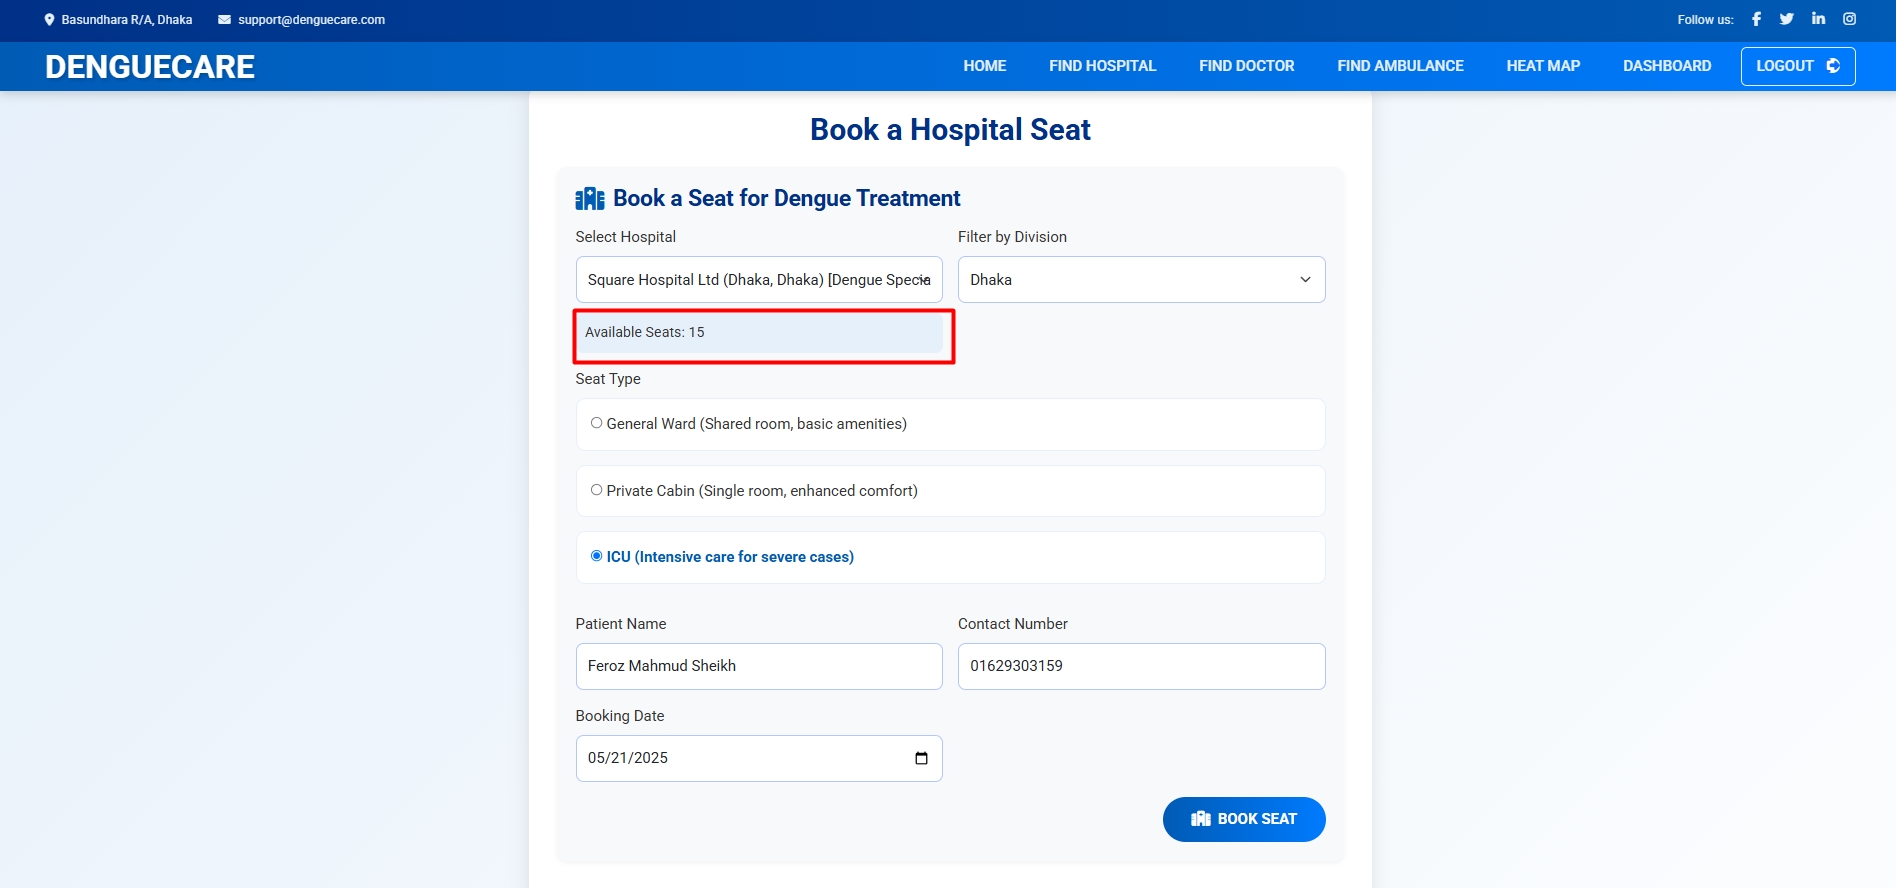 Basundhara R/A, Dhaka support@denguecare.com Follow us:
DENGUECARE HOME FIND HOSPITAL FIND DOCTOR FIND AMBULANCE HEAT MAP DASHBOARD LOGOUT
Book a Hospital Seat
Book a Seat for Dengue Treatment
Select Hospital Filter by Division
Square Hospital Ltd (Dhaka, Dhaka) [Dengue Specia Dhaka
Available Seats: 15
Seat Type
General Ward (Shared room, basic amenities)
Private Cabin (Single room, enhanced comfort)
ICU (Intensive care for severe cases)
Patient Name Contact Number
Feroz Mahmud Sheikh 01629303159
Booking Date
05/21/2025
BOOK SEAT